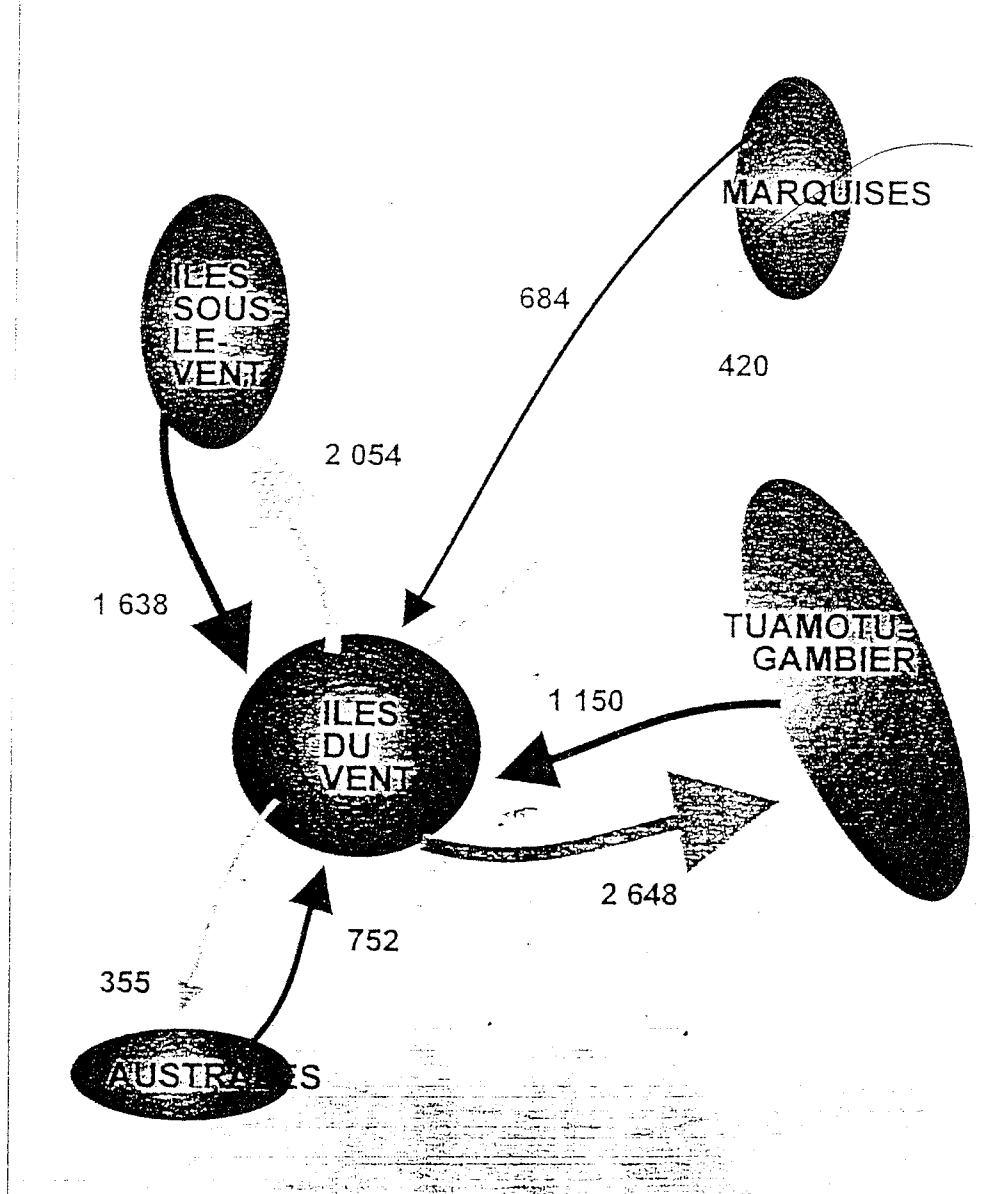 MARQUISES
ILES
SOUS
LE-
VENT
684
420
2 054
1 638
TUAMOTU-
GAMBIER
1 150
ILES
DU
VENT
2 648
752
355
AUSTRALES